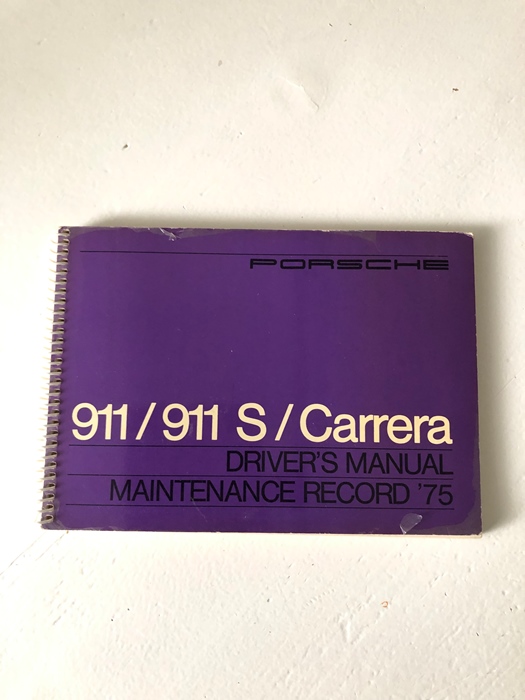 PORSCHE
911/911 S/Carrera
DRIVER'S MANUAL
MAINTENANCE RECORD '75